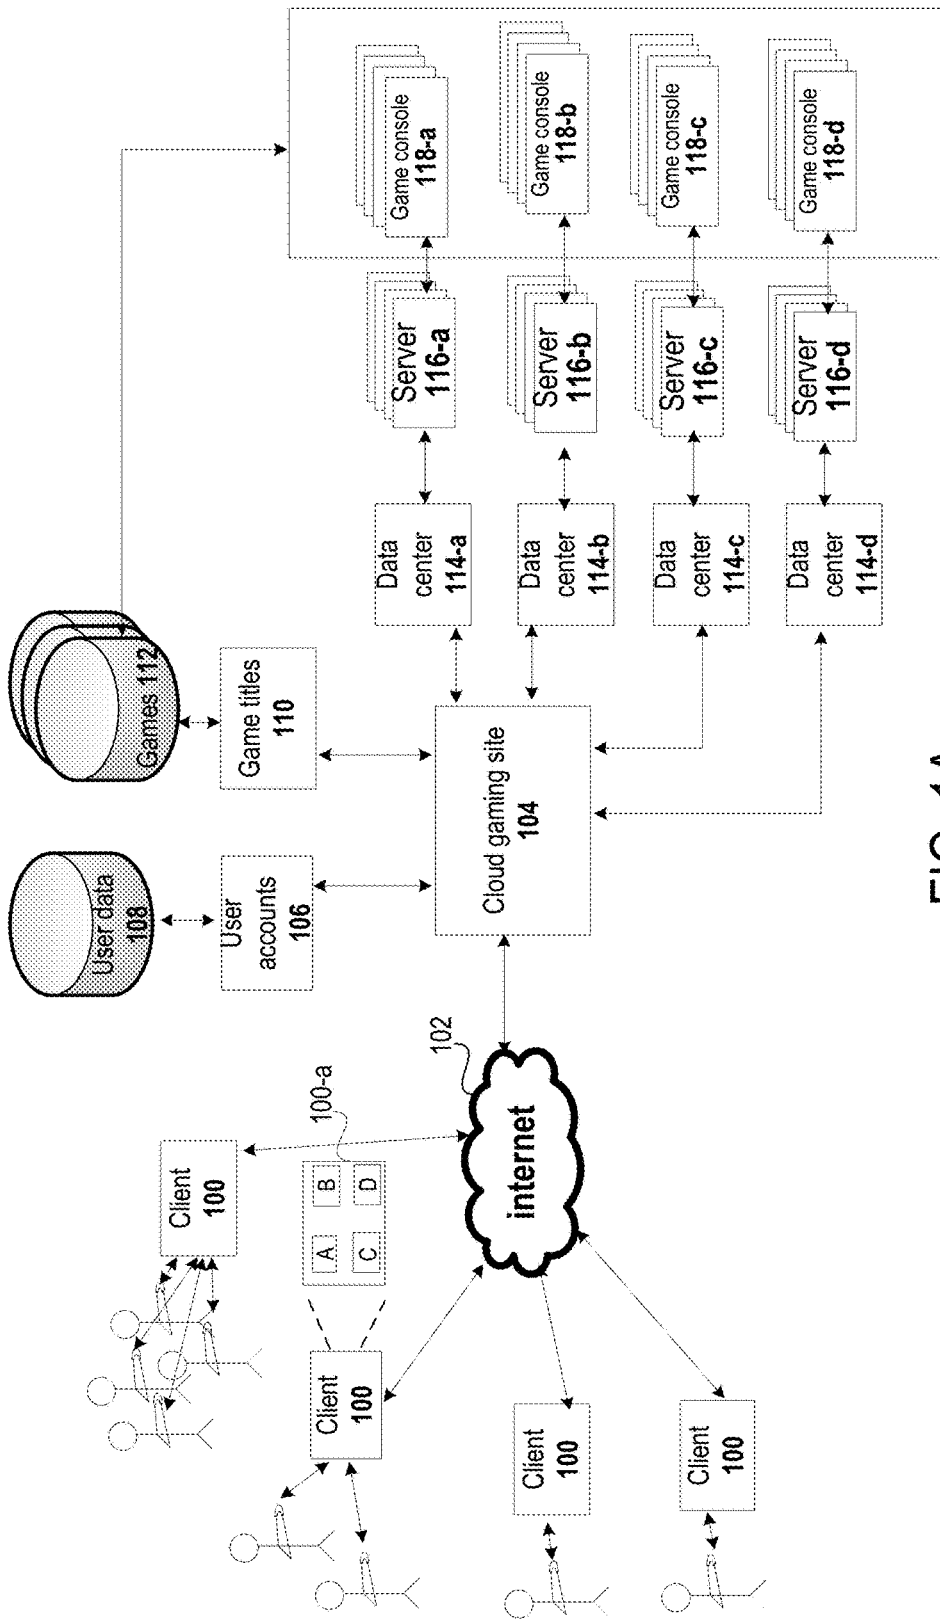 Client
100
Client
100
Client
100
Client
100
A
B
C
D
100-a
102
internet
User data
108
User
accounts
106
Games 112
Game titles
110
Cloud gaming site
104
Data
center
114-a
Data
center
114-b
Data
center
114-c
Data
center
114-d
Server
116-a
Server
116-b
Server
116-c
Server
116-d
Game console
118-a
Game console
118-b
Game console
118-c
Game console
118-d
FIG. 1A